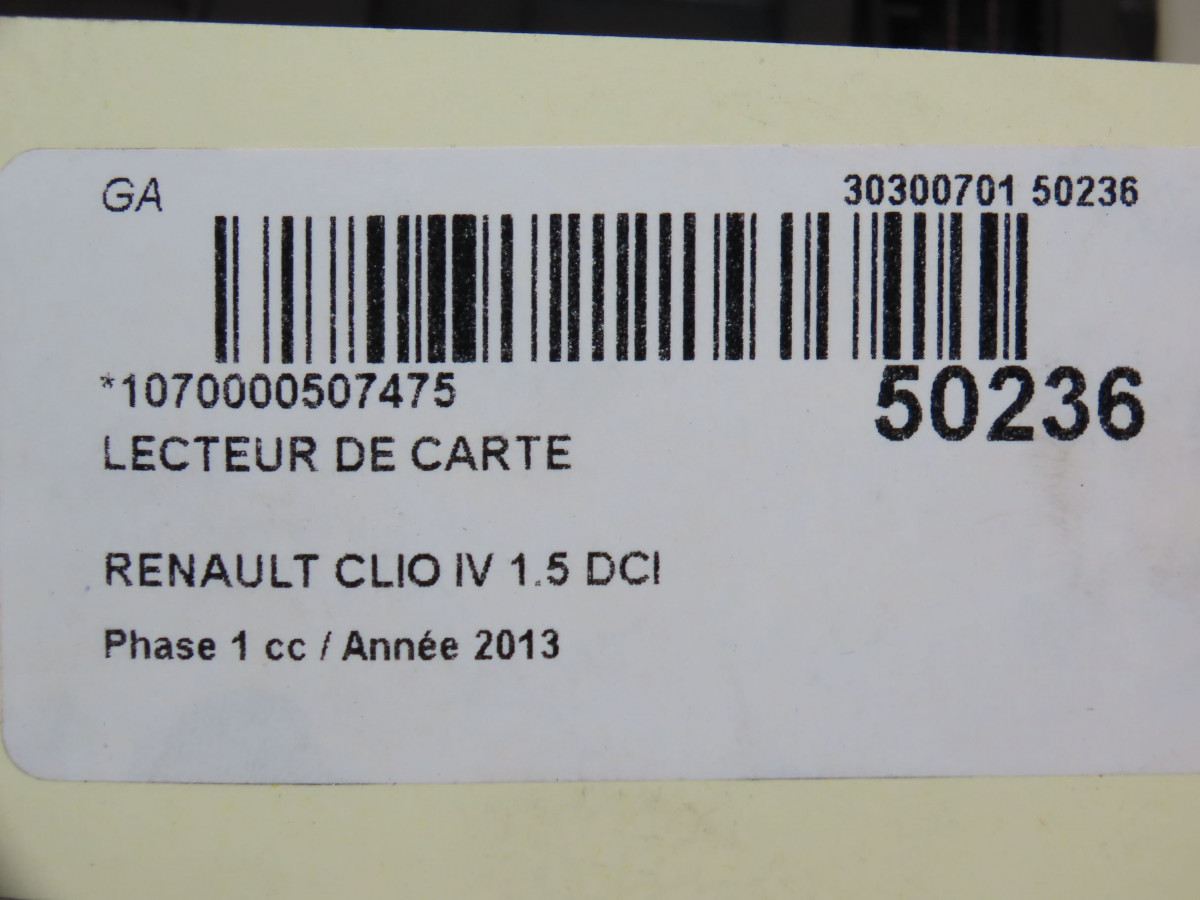 GA
30300701 50236
*1070000507475
50236
LECTEUR DE CARTE
RENAULT CLIO IV 1.5 DCI
Phase 1 cc / Année 2013